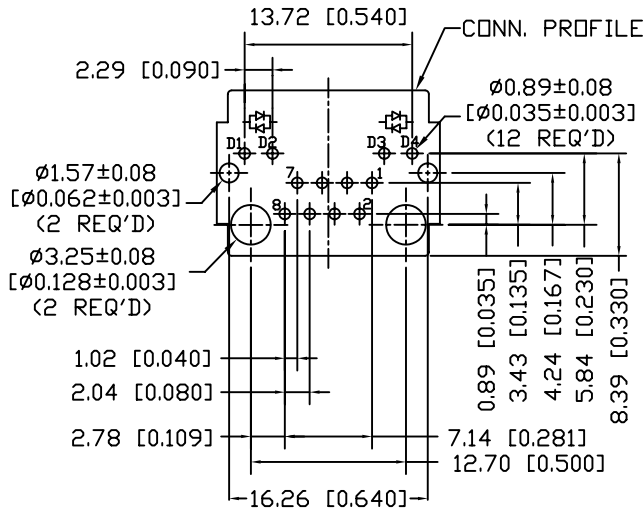 13.72 [0.540]
CONN. PROFILE
2.29 [0.090]
Ø0.89±0.08
[Ø0.035±0.003]
(12 REQ'D)
D1 D2 D3 D4
Ø1.57±0.08
[Ø0.062±0.003]
(2 REQ'D)
7 1
8 2
Ø3.25±0.08
[Ø0.128±0.003]
(2 REQ'D)
0.89 [0.035]
3.43 [0.135]
4.24 [0.167]
5.84 [0.230]
8.39 [0.330]
1.02 [0.040]
2.04 [0.080]
2.78 [0.109]
7.14 [0.281]
12.70 [0.500]
16.26 [0.640]